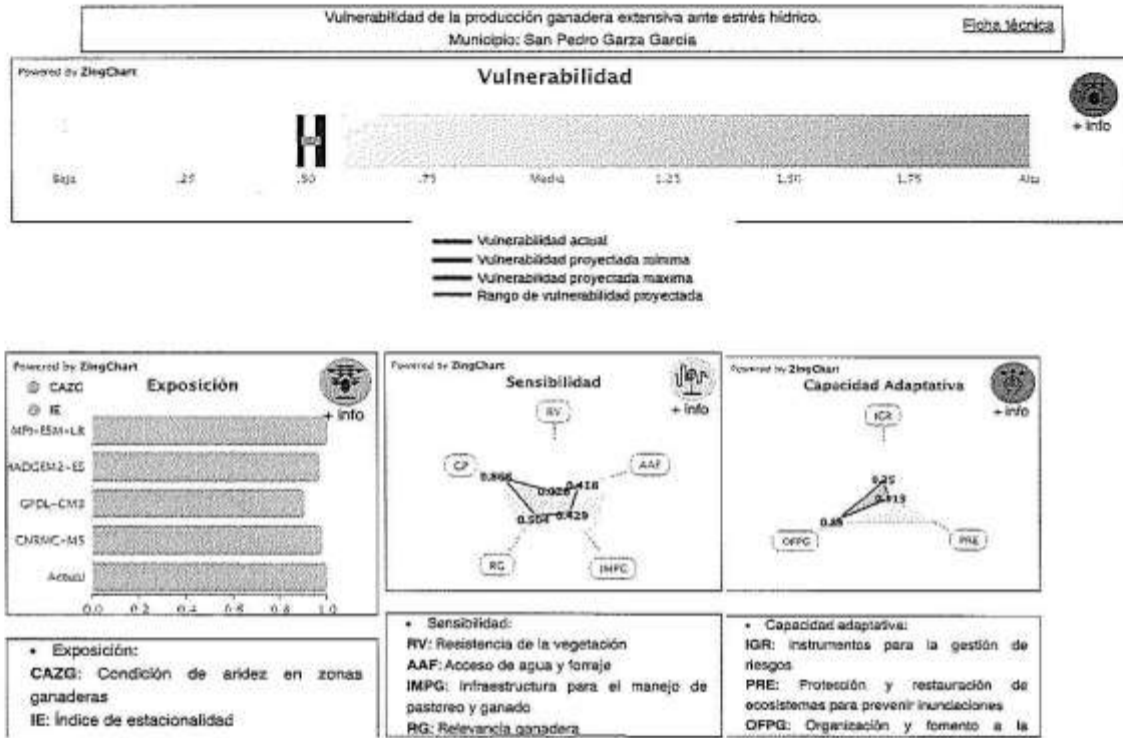 Vulnerabilidad de la producción ganadera extensiva ante estrés hídrico.
Municipio: San Pedro Garza García
Ficha técnica
Powered by ZingChart
Vulnerabilidad
+ info
Baja .25 .50 .75 Media 1.25 1.50 1.75 Alta
Vulnerabilidad actual
Vulnerabilidad proyectada mínima
Vulnerabilidad proyectada máxima
Rango de vulnerabilidad proyectada
Powered by ZingChart
CAZG
Exposición
IE
+ info
MPI-ESM-LR
HADGEM2-ES
GFDL-CM3
CNRMC-M5
Actual
0.0 0.2 0.4 0.6 0.8 1.0
Powered by ZingChart
Sensibilidad
+ info
RV
GP
AAF
0.866
0.418
0.504
0.429
RG
IMPG
Powered by ZingChart
Capacidad Adaptativa
+ info
IGR
0.25
0.313
OFPG
PRE
• Exposición:
CAZG: Condición de aridez en zonas
ganaderas
IE: Índice de estacionalidad
• Sensibilidad:
RV: Resistencia de la vegetación
AAF: Acceso de agua y forraje
IMPG: Infraestructura para el manejo de
pastoreo y ganado
RG: Relevancia ganadera
• Capacidad adaptativa:
IGR: Instrumentos para la gestión de
riesgos
PRE: Protección y restauración de
ecosistemas para prevenir inundaciones
OFPG: Organización y fomento a la